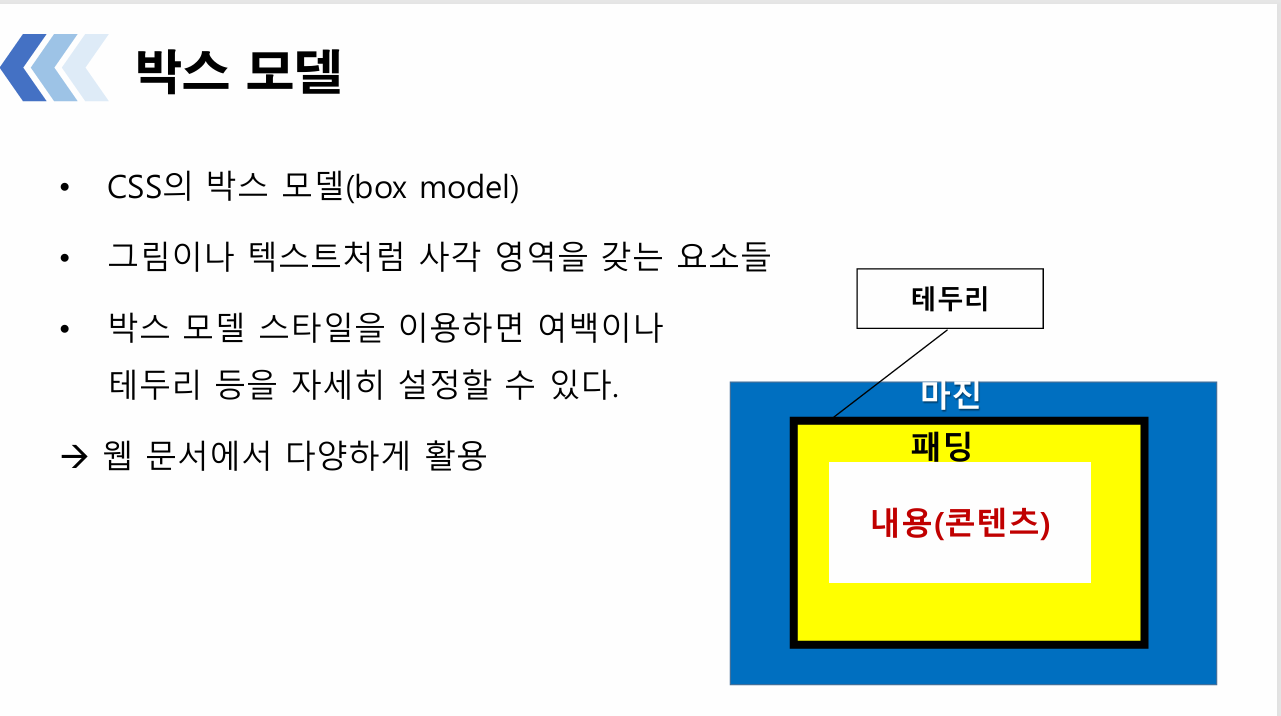 박스 모델
• CSS의 박스 모델(box model)
• 그림이나 텍스트처럼 사각 영역을 갖는 요소들
• 박스 모델 스타일을 이용하면 여백이나
테두리 등을 자세히 설정할 수 있다.
→ 웹 문서에서 다양하게 활용
테두리
마진
패딩
내용(콘텐츠)